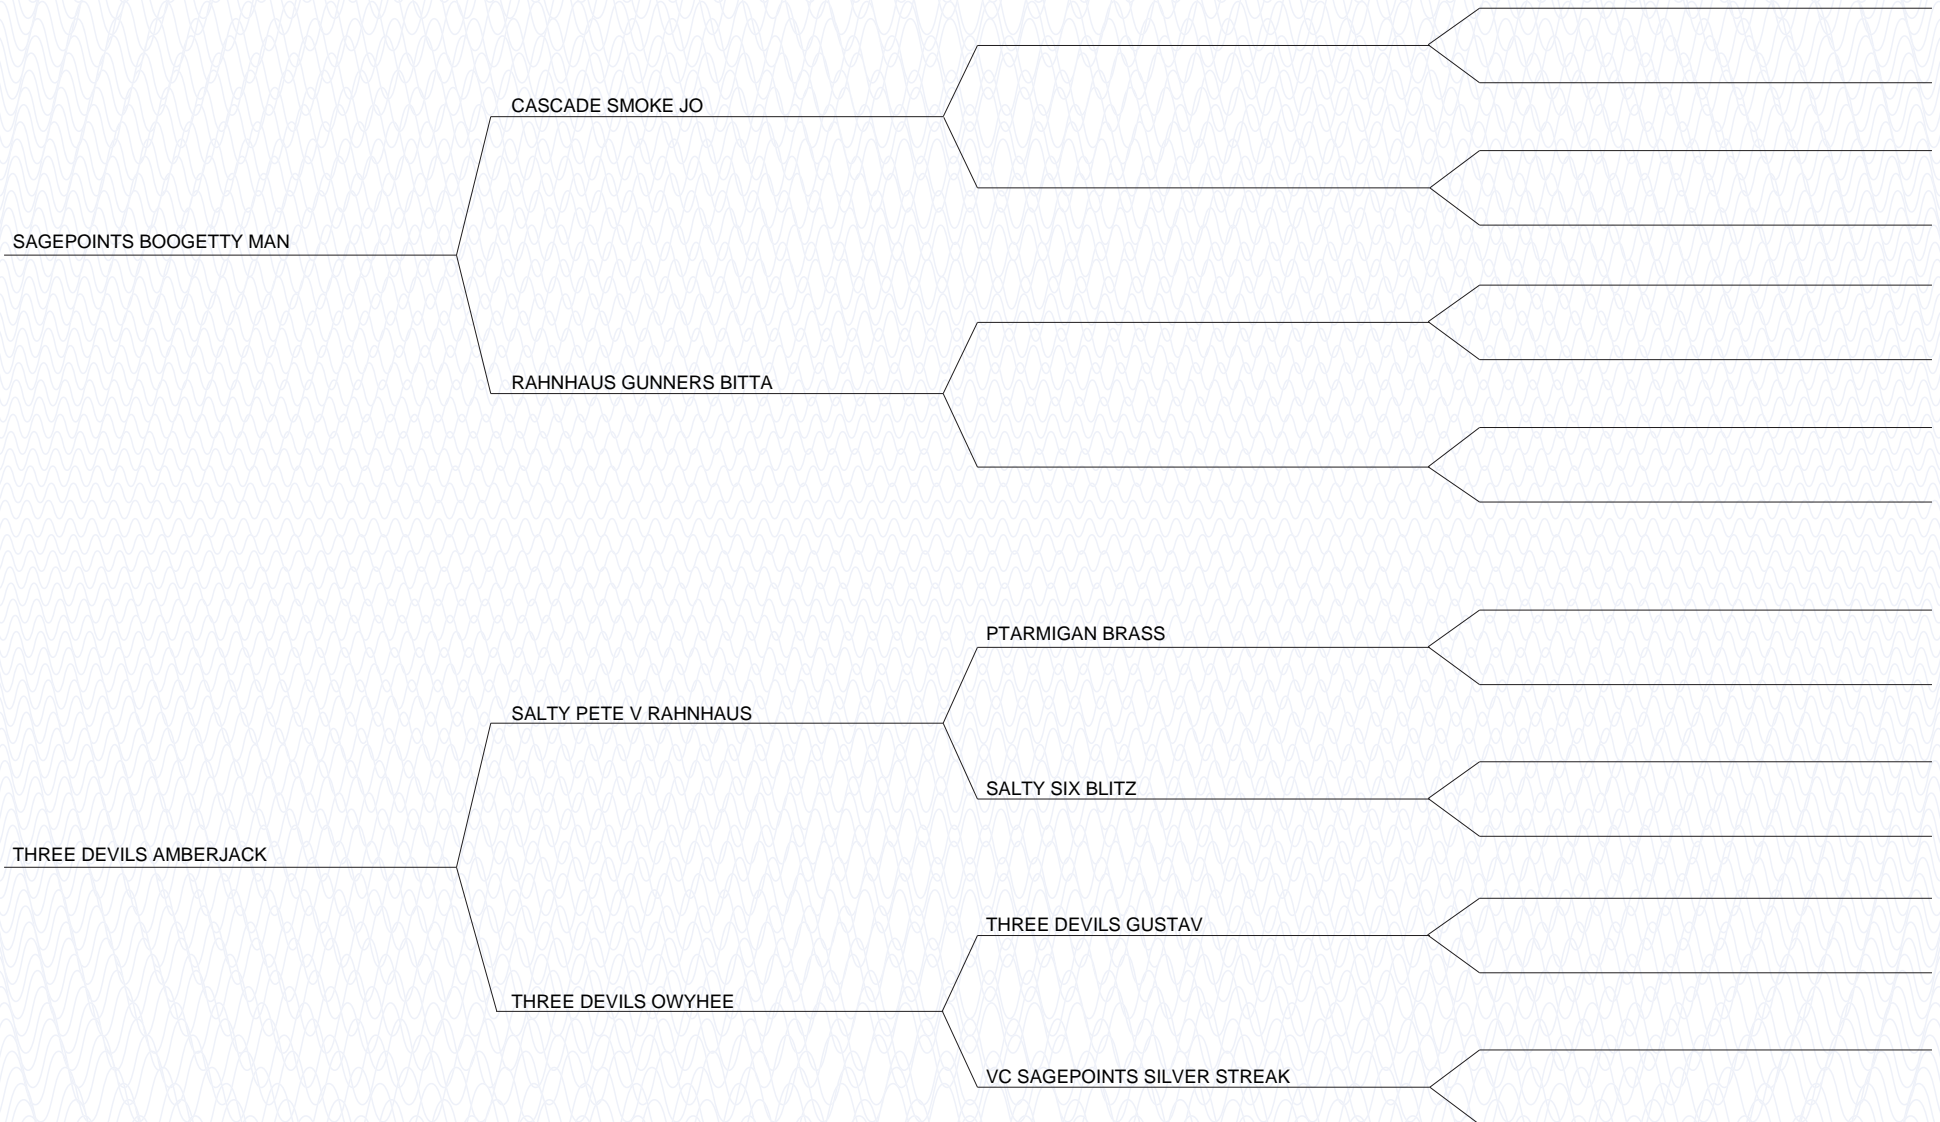 CASCADE SMOKE JO
SAGEPOINTS BOOGETTY MAN
RAHNHAUS GUNNERS BITTA
PTARMIGAN BRASS
SALTY PETE V RAHNHAUS
SALTY SIX BLITZ
THREE DEVILS AMBERJACK
THREE DEVILS GUSTAV
THREE DEVILS OWYHEE
VC SAGEPOINTS SILVER STREAK